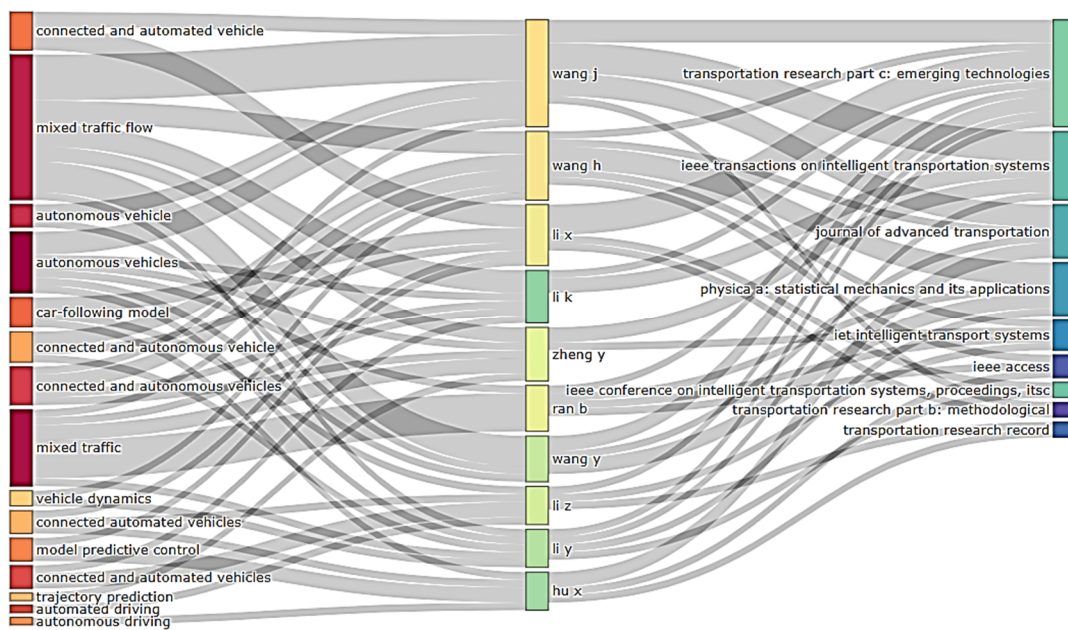 connected and automated vehicle
mixed traffic flow
autonomous vehicle
autonomous vehicles
car-following model
connected and autonomous vehicle
connected and autonomous vehicles
mixed traffic
vehicle dynamics
connected automated vehicles
model predictive control
connected and automated vehicles
trajectory prediction
automated driving
autonomous driving
wang j
wang h
li x
li k
zheng y
ran b
wang y
li z
li y
hu x
transportation research part c: emerging technologies
ieee transactions on intelligent transportation systems
journal of advanced transportation
physica a: statistical mechanics and its applications
iet intelligent transport systems
ieee access
ieee conference on intelligent transportation systems, proceedings, itsc
transportation research part b: methodological
transportation research record